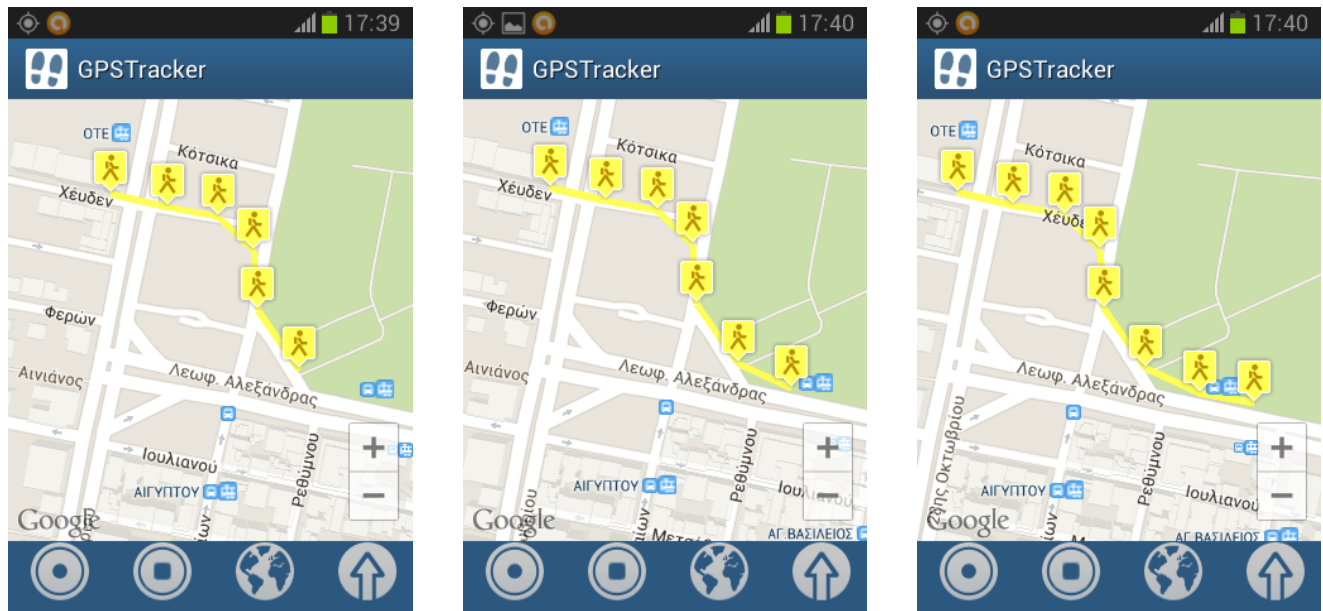 17:39
GPSTracker
ΟΤΕ
Κότσικα
Χέυδεν
Φερών
Αινιάνος
Λεωφ. Αλεξάνδρας
Ιουλιανού
Ρεθύμνου
ΑΙΓΥΠΤΟΥ
+
−
Google
17:40
GPSTracker
ΟΤΕ
Κότσικα
Χέυδεν
Φερών
Αινιάνος
Λεωφ. Αλεξάνδρας
Ρεθύμνου
ΑΙΓΥΠΤΟΥ
+
−
Google
ΑΓ.ΒΑΣΙΛΕΙΟΣ
17:40
GPSTracker
ΟΤΕ
Κότσικα
Λεωφ. Αλεξάνδρας
Ρεθύμνου
ΑΙΓΥΠΤΟΥ
Ιουλιανού
+
−
Google
ΑΓ.ΒΑΣΙΛΕΙΟΣ